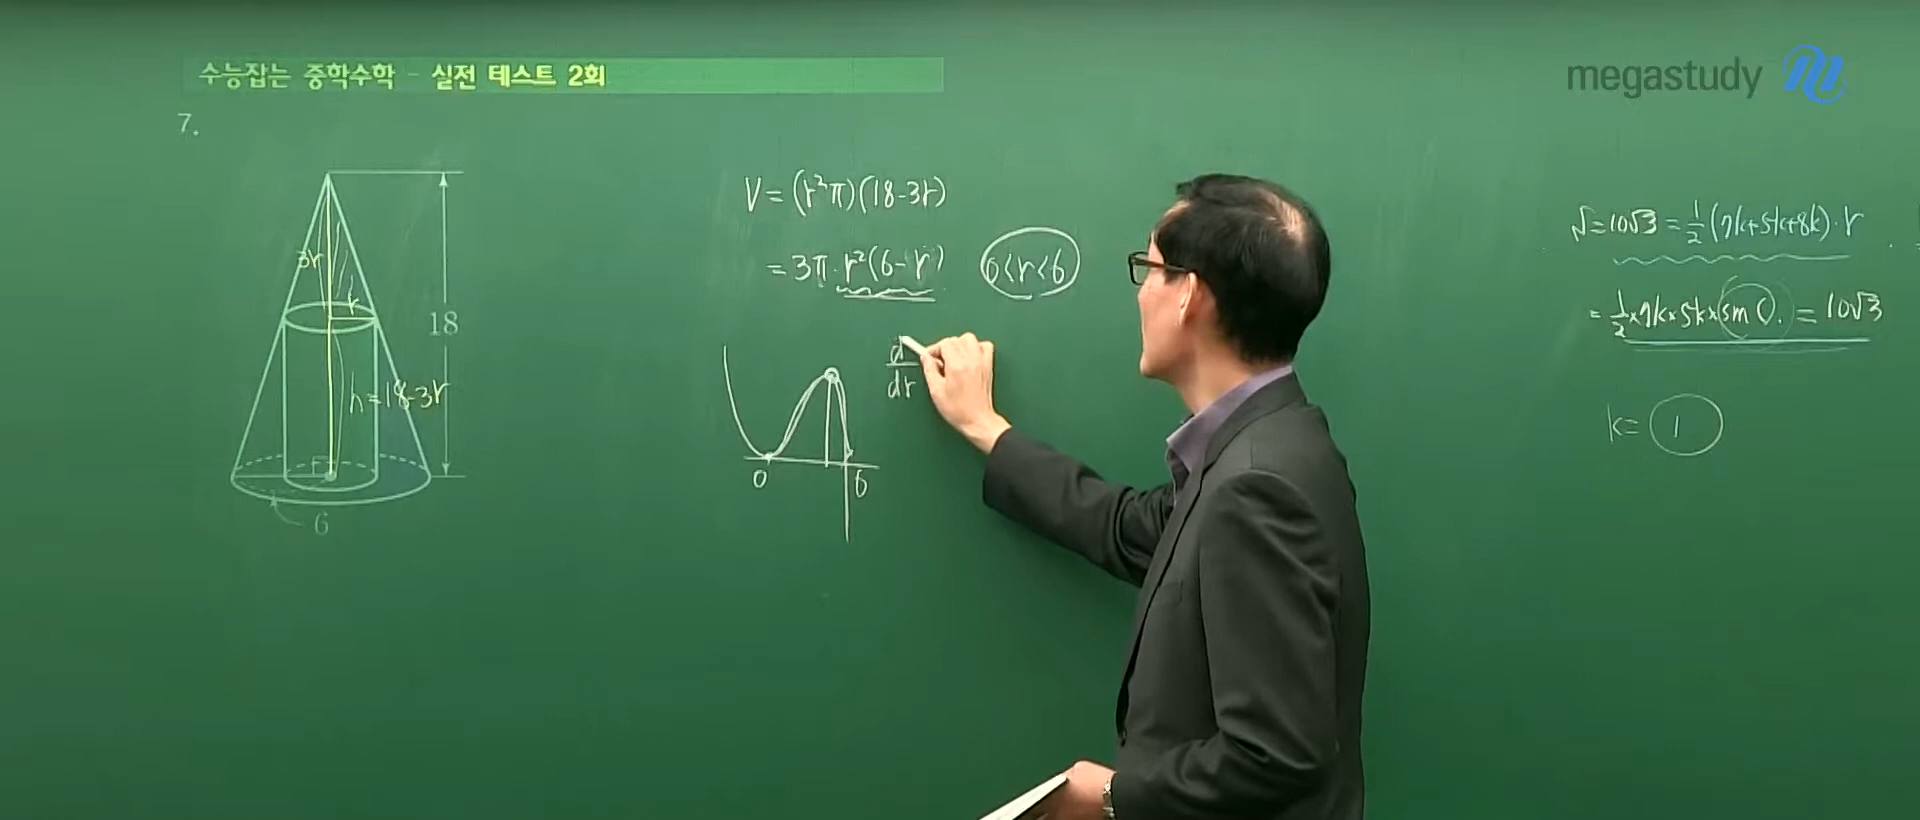 수능잡는 중학수학 - 실전 테스트 2회
megastudy
7.
3r
r
18
h=18-3r
6
V=(r²π)(18-3r)
=3π·r²(6-r)
0<r<6
0
6
d
dr
S=10√3=½(7k+5k+8k)·r
=½×7k×5k×sin C.=10√3
k=1